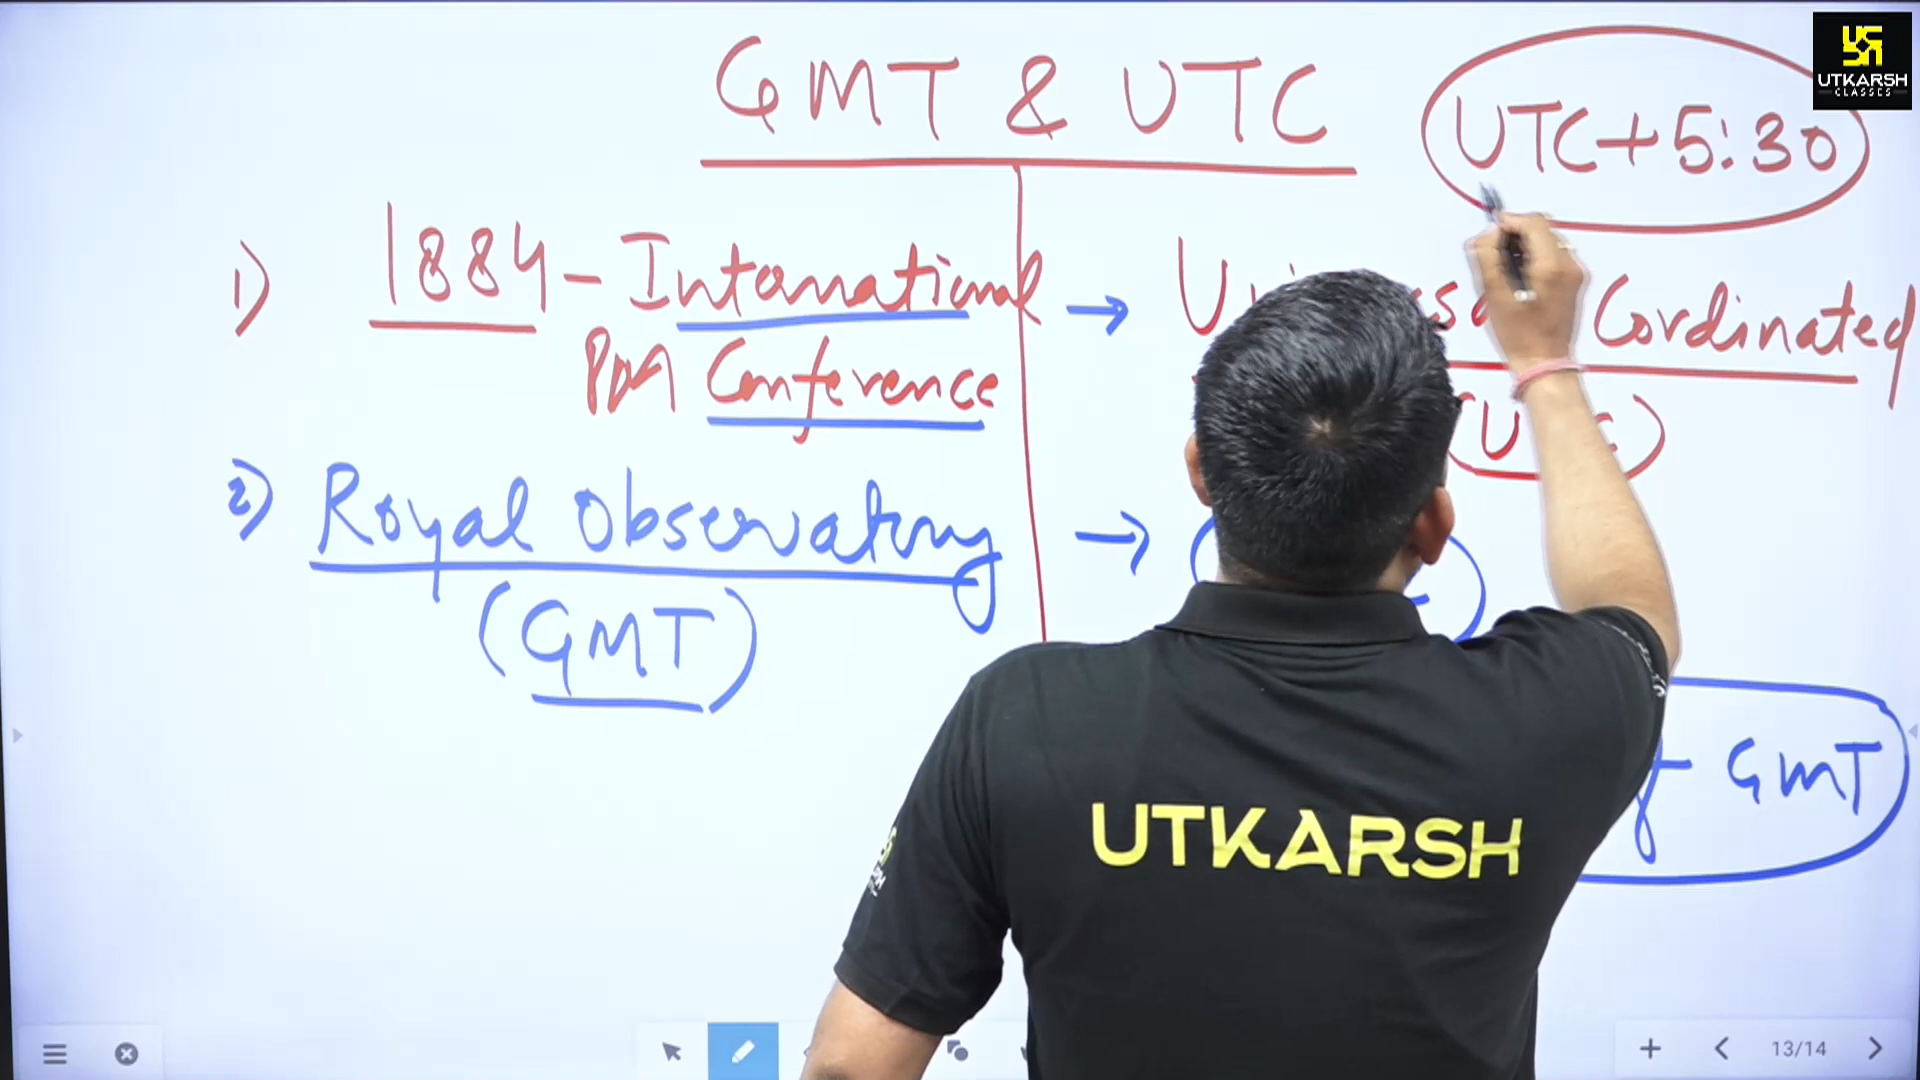 GMT & UTC
UTC+5:30
UTKARSH
CLASSES
1) 1884 - International
Conference
→ Cordinated
2) Royal Observatory
(GMT)
→
GMT
UTKARSH
13/14